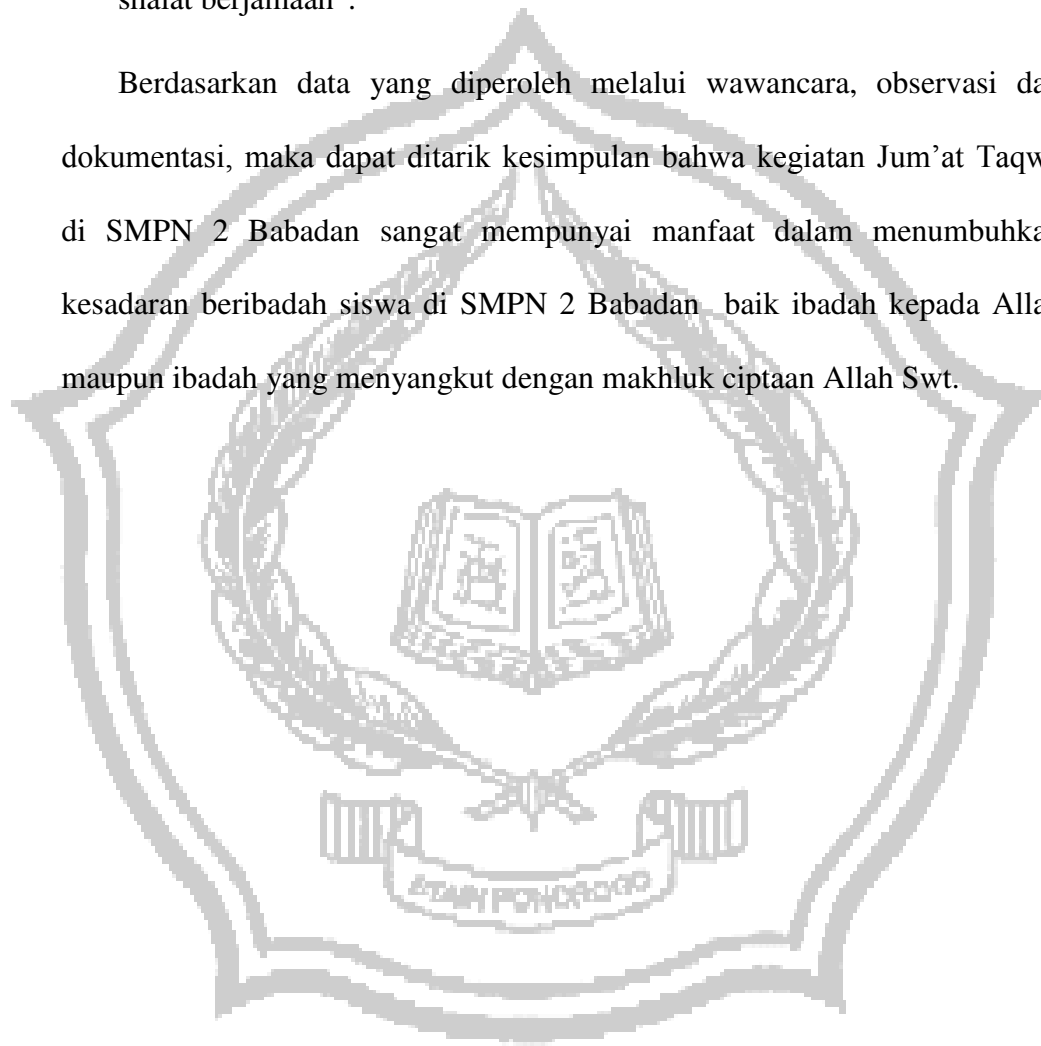 shalat berjamaah".
Berdasarkan data yang diperoleh melalui wawancara, observasi da
dokumentasi, maka dapat ditarik kesimpulan bahwa kegiatan Jum'at Taqw
di SMPN 2 Babadan sangat mempunyai manfaat dalam menumbuhka
kesadaran beribadah siswa di SMPN 2 Babadan baik ibadah kepada Alla
maupun ibadah yang menyangkut dengan makhluk ciptaan Allah Swt.
STAIN PONOROGO